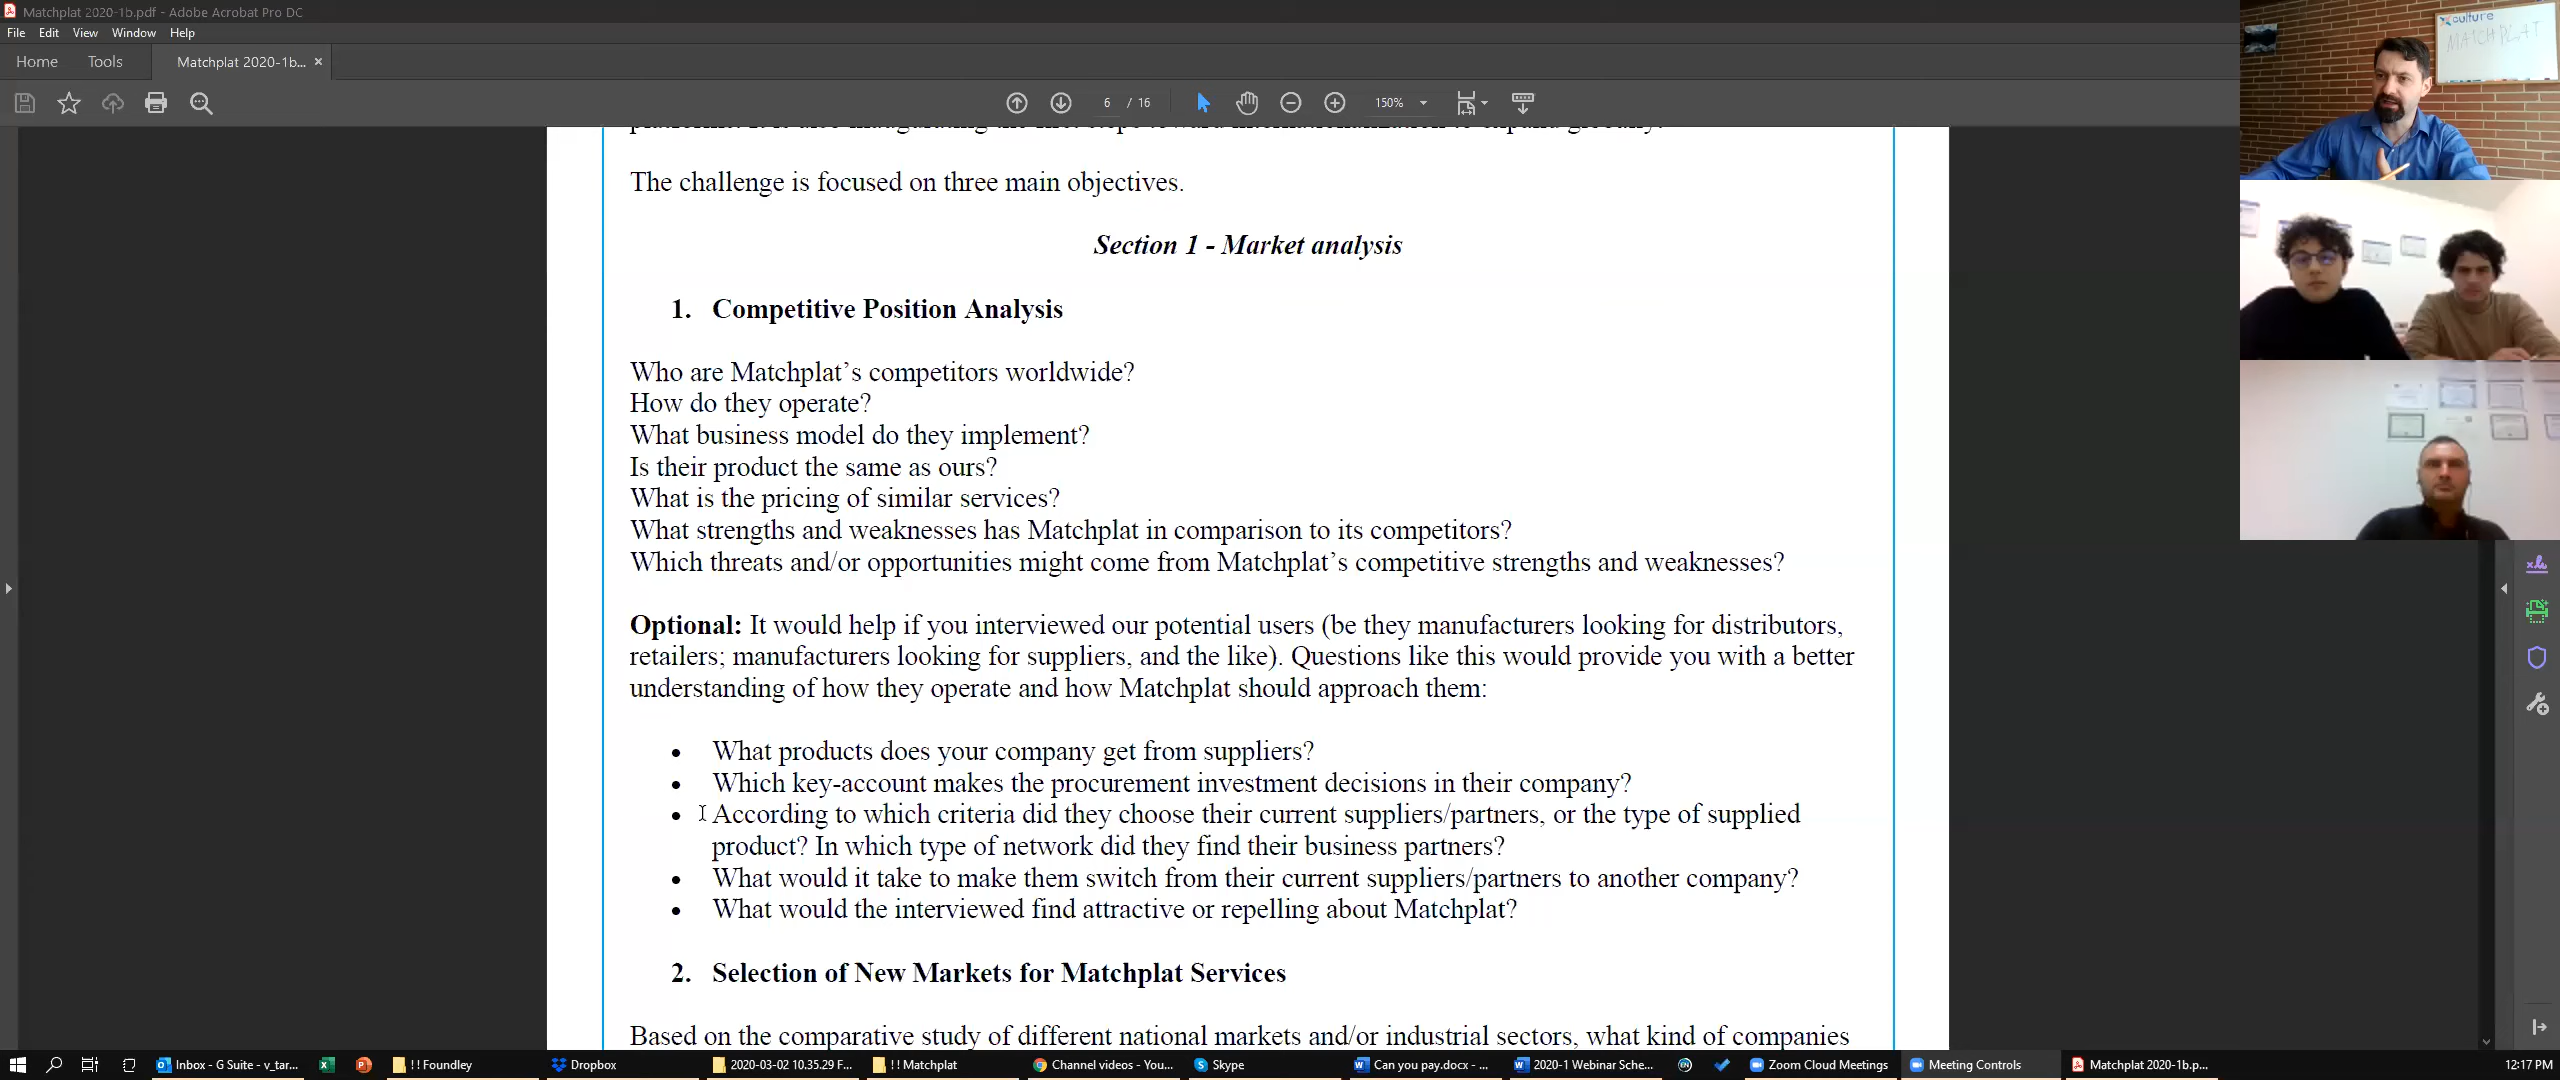 Matchplat 2020-1b.pdf - Adobe Acrobat Pro DC
File Edit View Window Help
Home Tools Matchplat 2020-1b... ×
6 / 16 150%
The challenge is focused on three main objectives.
Section 1 - Market analysis
1. Competitive Position Analysis
Who are Matchplat’s competitors worldwide?
How do they operate?
What business model do they implement?
Is their product the same as ours?
What is the pricing of similar services?
What strengths and weaknesses has Matchplat in comparison to its competitors?
Which threats and/or opportunities might come from Matchplat’s competitive strengths and weaknesses?
Optional: It would help if you interviewed our potential users (be they manufacturers looking for distributors,
retailers; manufacturers looking for suppliers, and the like). Questions like this would provide you with a better
understanding of how they operate and how Matchplat should approach them:
• What products does your company get from suppliers?
• Which key-account makes the procurement investment decisions in their company?
• According to which criteria did they choose their current suppliers/partners, or the type of supplied
product? In which type of network did they find their business partners?
• What would it take to make them switch from their current suppliers/partners to another company?
• What would the interviewed find attractive or repelling about Matchplat?
2. Selection of New Markets for Matchplat Services
Based on the comparative study of different national markets and/or industrial sectors, what kind of companies
x culture
MATCHPLAT
Inbox - G Suite - v_tar... !! Foundley Dropbox 2020-03-02 10.35.29 F... !! Matchplat Channel videos - You... Skype Can you pay.docx - ... 2020-1 Webinar Sche... Zoom Cloud Meetings Meeting Controls Matchplat 2020-1b.p... 12:17 PM